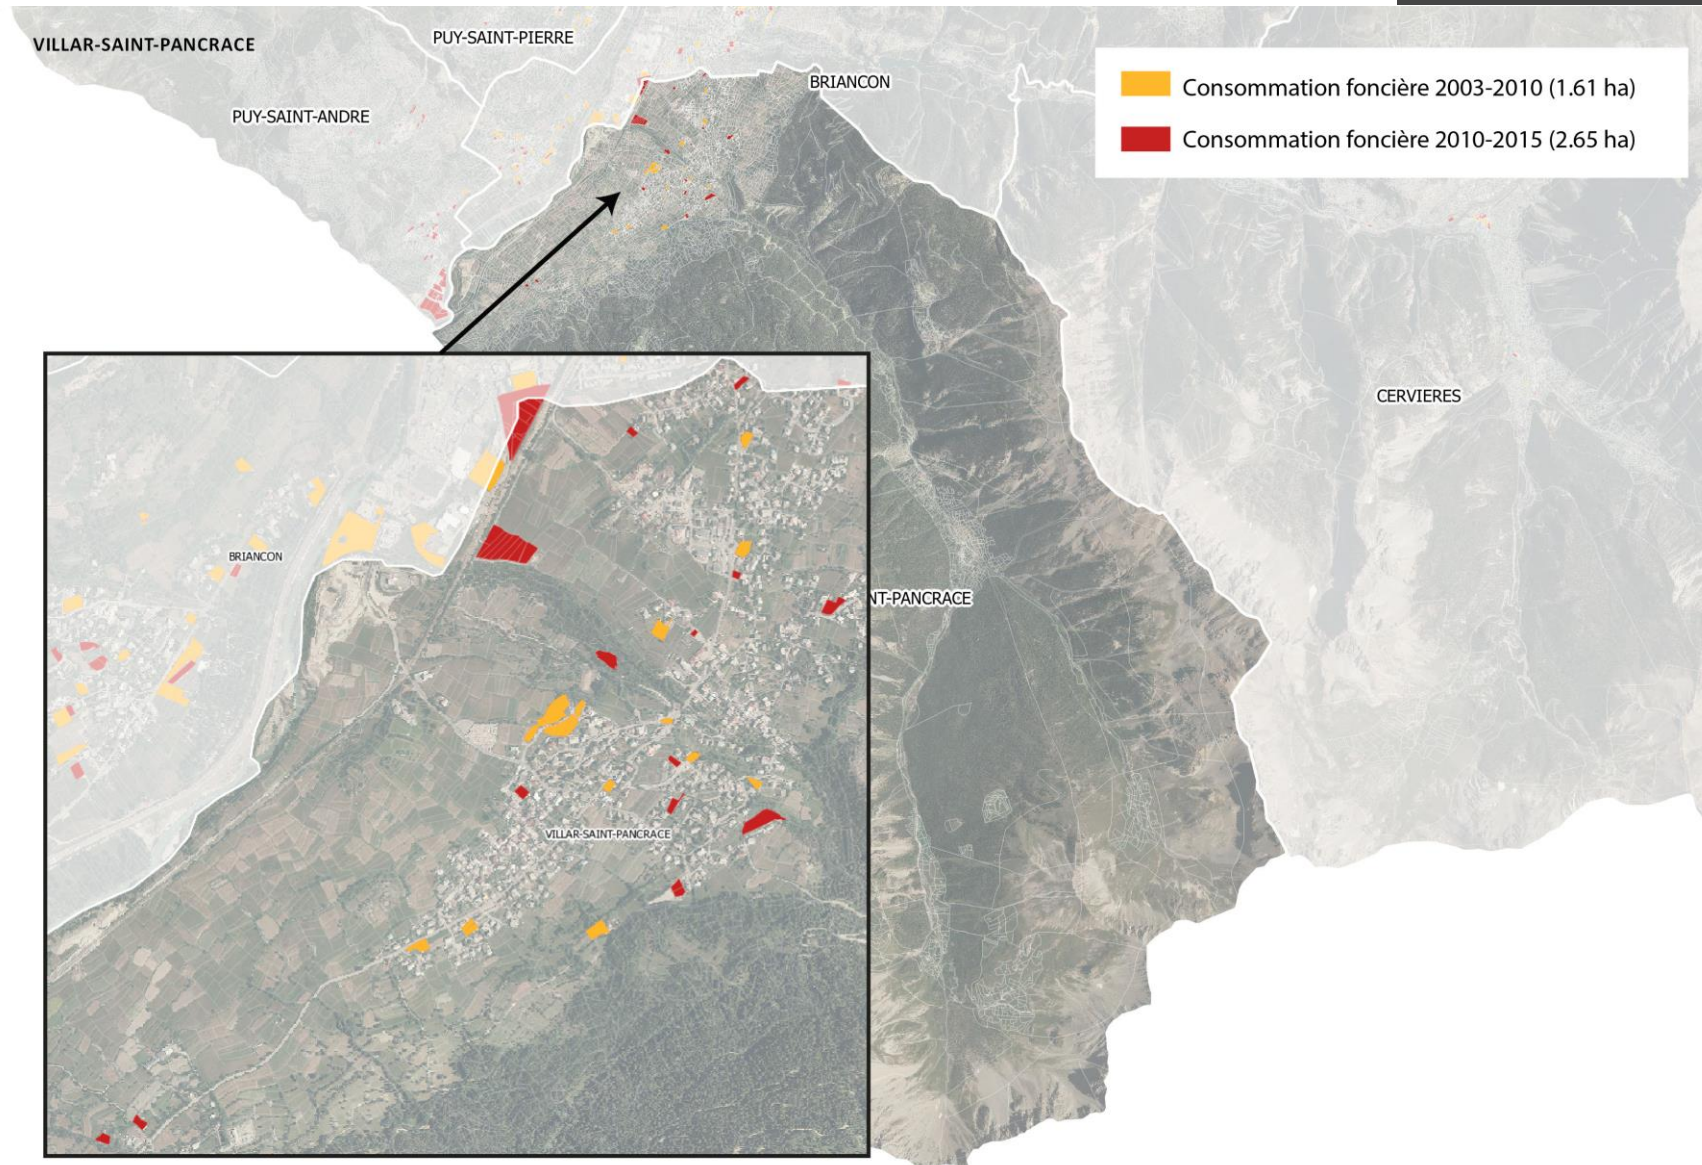 VILLAR-SAINT-PANCRACE
PUY-SAINT-PIERRE
BRIANCON
PUY-SAINT-ANDRE
Consommation foncière 2003-2010 (1.61 ha)
Consommation foncière 2010-2015 (2.65 ha)
CERVIERES
BRIANCON
NT-PANCRACE
VILLAR-SAINT-PANCRACE